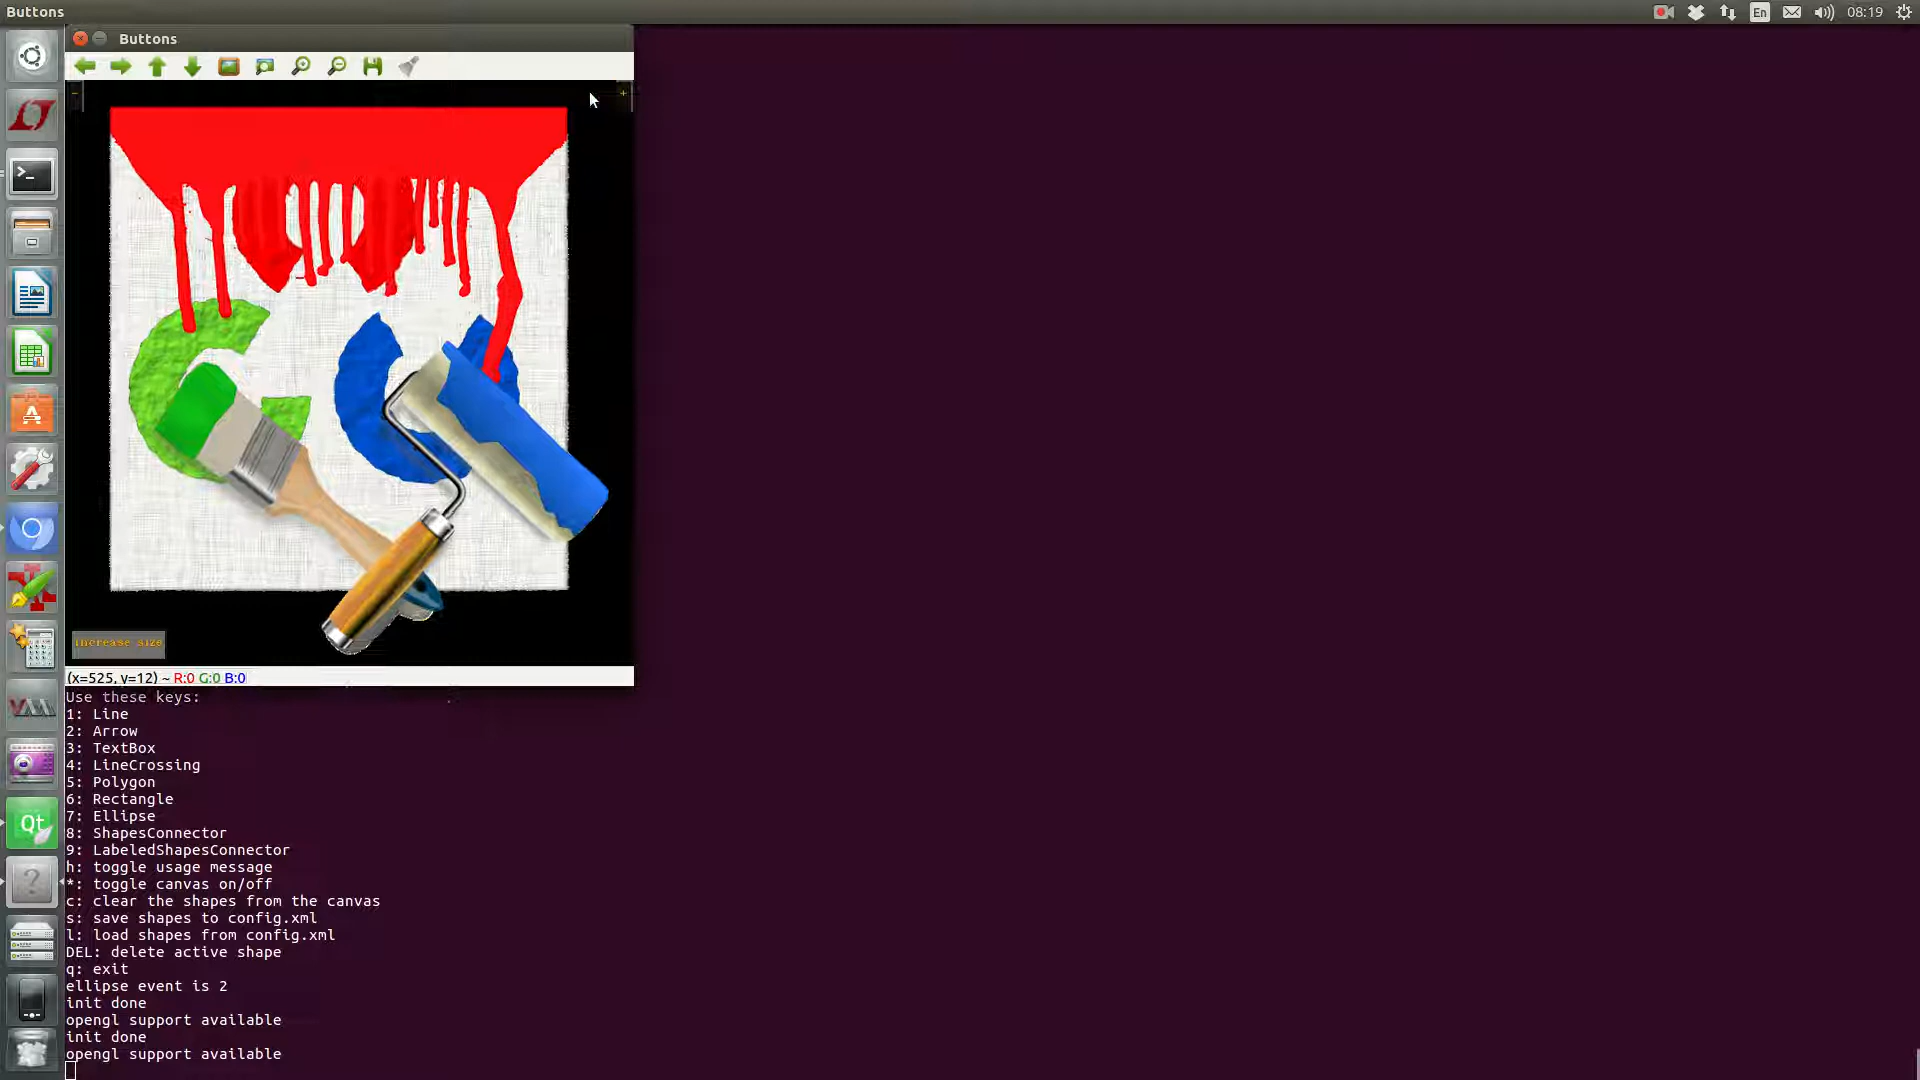 Buttons
En
08:19
Buttons
-
+
increase size
(x=525, y=12) ~ R:0 G:0 B:0
Use these keys:
1: Line
2: Arrow
3: TextBox
4: LineCrossing
5: Polygon
6: Rectangle
7: Ellipse
8: ShapesConnector
9: LabeledShapesConnector
h: toggle usage message
*: toggle canvas on/off
c: clear the shapes from the canvas
s: save shapes to config.xml
l: load shapes from config.xml
DEL: delete active shape
q: exit
ellipse event is 2
init done
opengl support available
init done
opengl support available
Qt